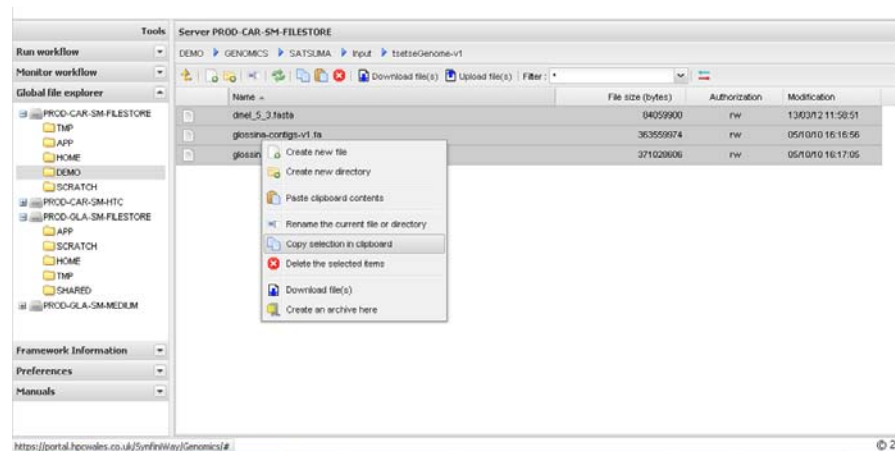 Tools
Server PROD-CAR-SM-FILESTORE
Run workflow
DEMO GENOMICS SATSUMA Input tsetseGenome-v1
Monitor workflow
Download file(s) Upload file(s) Filter : *
Global file explorer
Name File size (bytes) Authorization Modification
PROD-CAR-SM-FILESTORE
TMP
APP
HOME
DEMO
SCRATCH
PROD-CAR-SM-HTC
PROD-GLA-SM-FILESTORE
APP
SCRATCH
HOME
TMP
SHARED
PROD-GLA-SM-MEDIUM
dmel_5_3.fasta 84059900 rw 13/03/12 11:58:51
glossina-contigs-v1.fa 363559974 rw 05/10/10 16:16:56
glossin 371028606 rw 05/10/10 16:17:05
Create new file
Create new directory
Paste clipboard contents
Rename the current file or directory
Copy selection in clipboard
Delete the selected items
Download file(s)
Create an archive here
Framework Information
Preferences
Manuals
https://portal.hpcwales.co.uk/SynfiniWay/Genomics/#
© 2